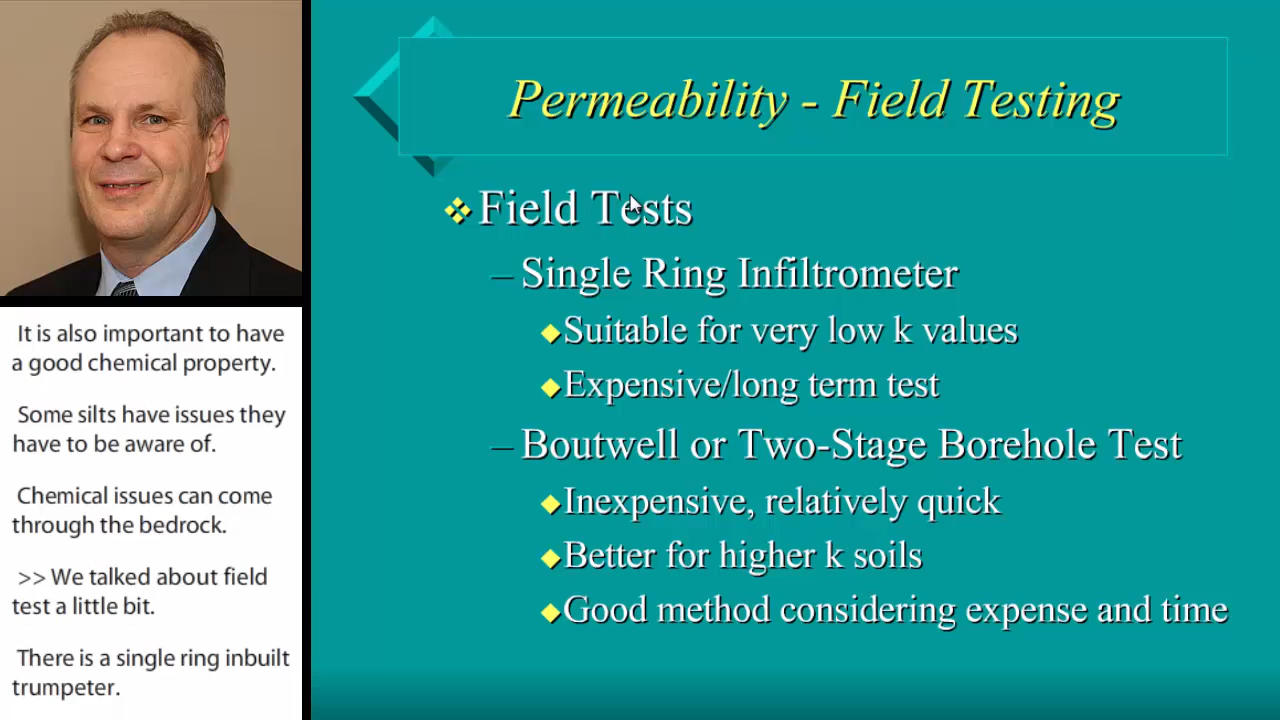 Permeability - Field Testing
Field Tests
– Single Ring Infiltrometer
Suitable for very low k values
Expensive/long term test
– Boutwell or Two-Stage Borehole Test
Inexpensive, relatively quick
Better for higher k soils
Good method considering expense and time
It is also important to have
a good chemical property.
Some silts have issues they
have to be aware of.
Chemical issues can come
through the bedrock.
>> We talked about field
test a little bit.
There is a single ring inbuilt
trumpeter.